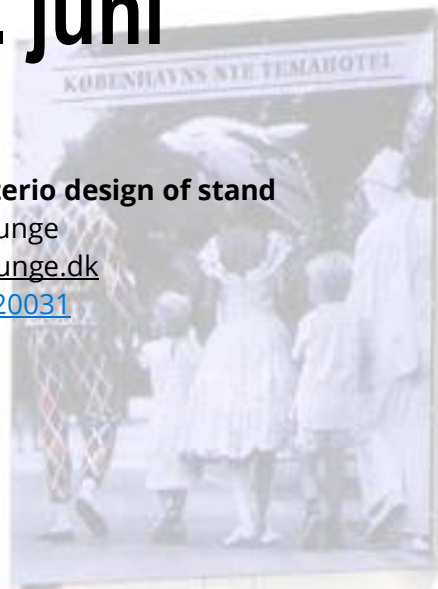 . juni
KØBENHAVNS NYE TEMAHOTEL
terio design of stand
unge
unge.dk
20031